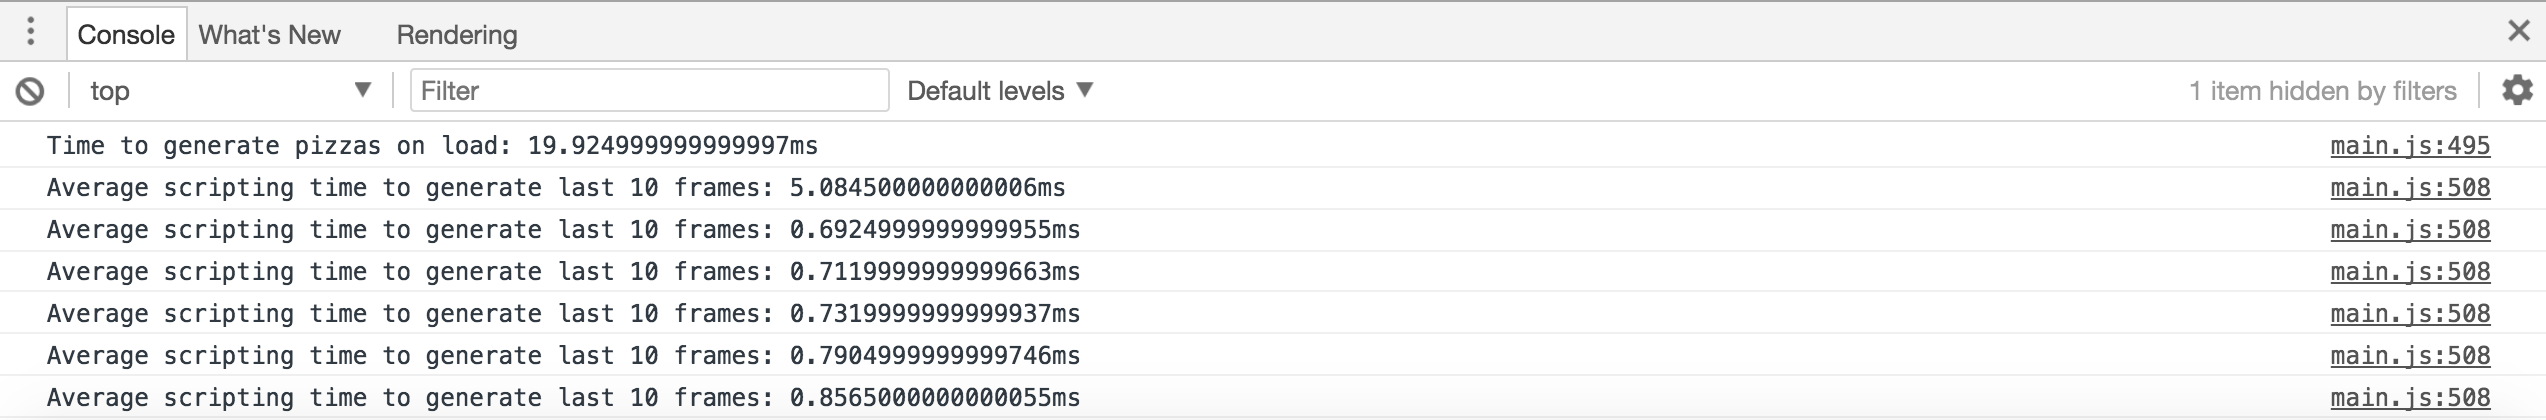 Console What's New Rendering
top Filter Default levels 1 item hidden by filters
Time to generate pizzas on load: 19.924999999999997ms main.js:495
Average scripting time to generate last 10 frames: 5.084500000000006ms main.js:508
Average scripting time to generate last 10 frames: 0.6924999999999955ms main.js:508
Average scripting time to generate last 10 frames: 0.7119999999999663ms main.js:508
Average scripting time to generate last 10 frames: 0.7319999999999937ms main.js:508
Average scripting time to generate last 10 frames: 0.7904999999999746ms main.js:508
Average scripting time to generate last 10 frames: 0.8565000000000055ms main.js:508